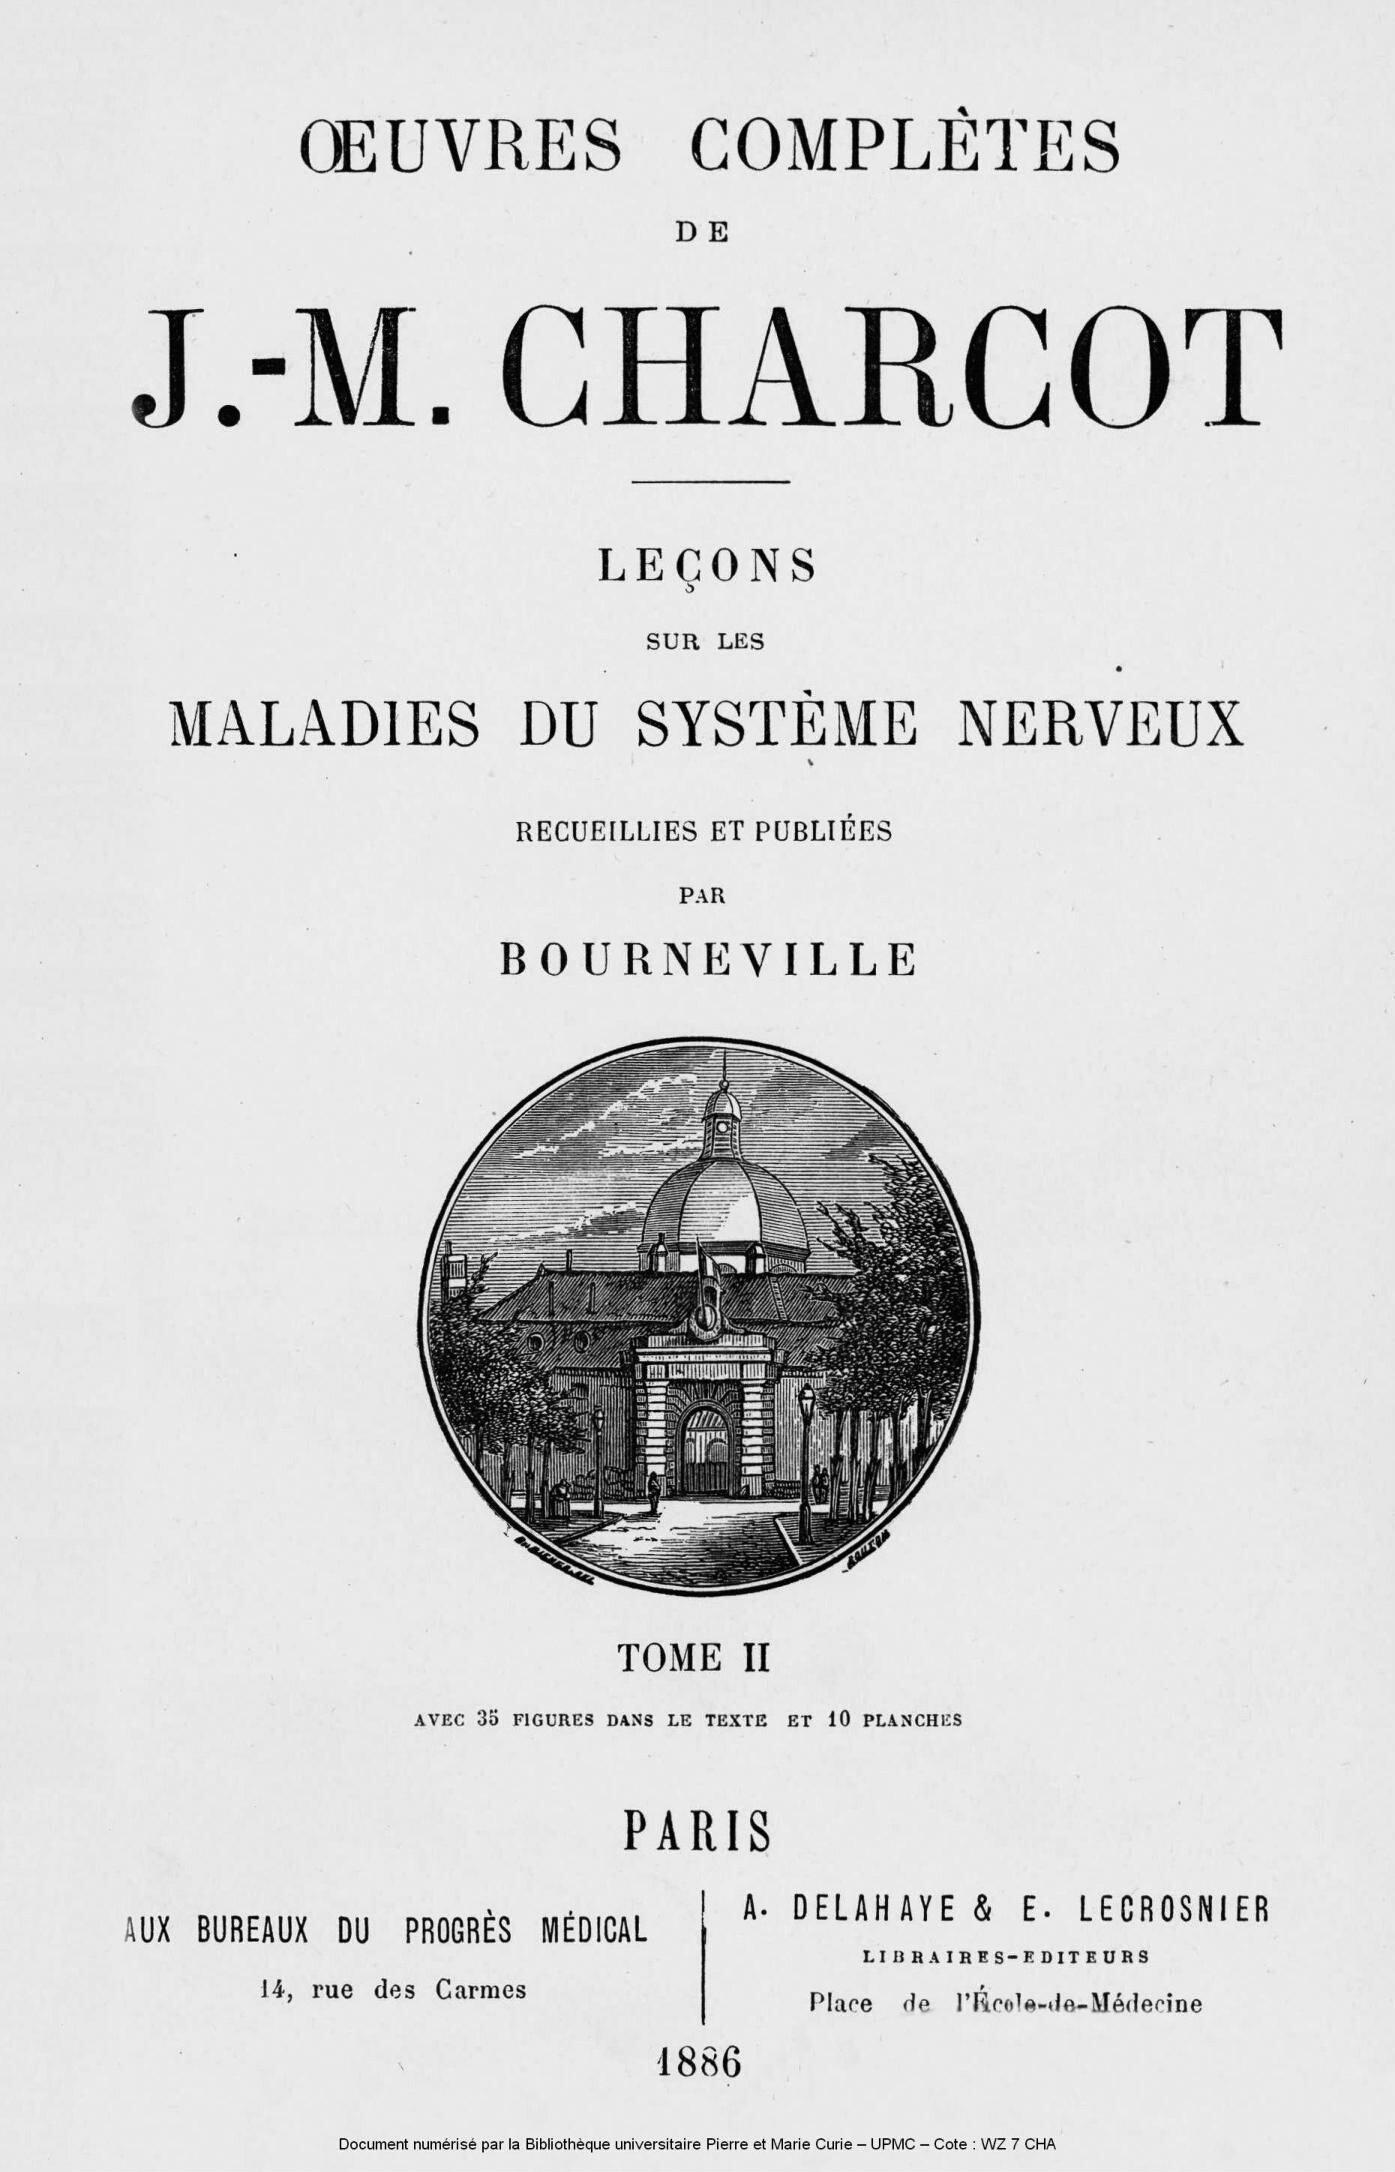 ŒUVRES COMPLÈTES
DE
J.-M. CHARCOT
LEÇONS
SUR LES
MALADIES DU SYSTÈME NERVEUX
RECUEILLIES ET PUBLIÉES
PAR
BOURNEVILLE
TOME II
AVEC 35 FIGURES DANS LE TEXTE ET 10 PLANCHES
PARIS
AUX BUREAUX DU PROGRÈS MÉDICAL
14, rue des Carmes
A. DELAHAYE & E. LECROSNIER
LIBRAIRES-EDITEURS
Place de l'École-de-Médecine
1886
Document numérisé par la Bibliothèque universitaire Pierre et Marie Curie – UPMC – Cote : WZ 7 CHA